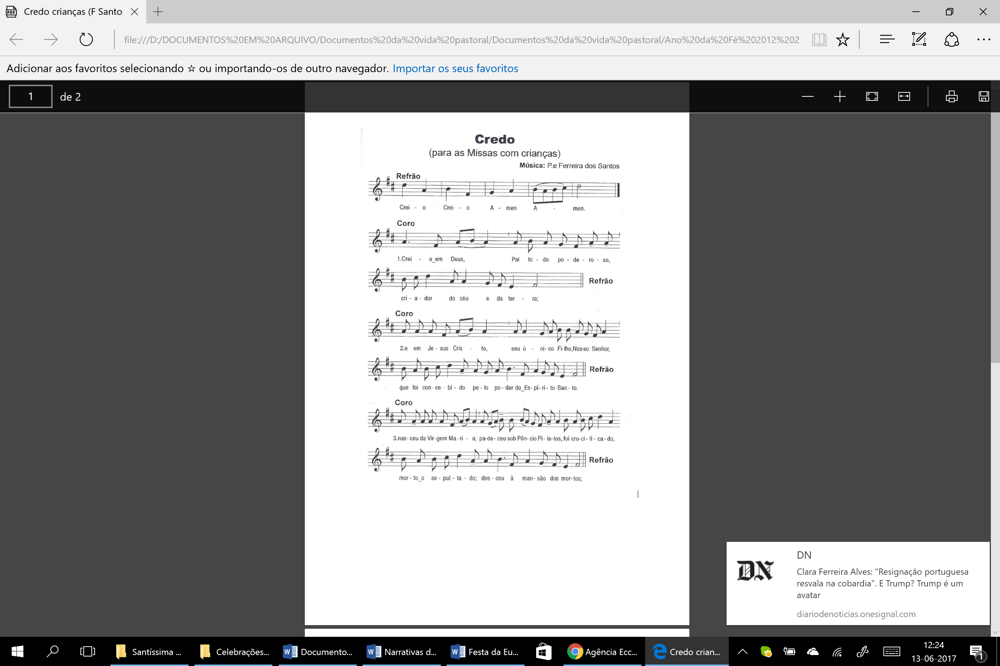 Credo crianças (F Santo
file:///D:/DOCUMENTOS%20EM%20ARQUIVO/Documentos%20da%20vida%20pastoral/Documentos%20da%20vida%20pastoral/Ano%20da%20Fé%202012%202
Adicionar aos favoritos selecionando ☆ ou importando-os de outro navegador. Importar os seus favoritos
1 de 2
Credo
(para as Missas com crianças)
Música: P.e Ferreira dos Santos
Refrão
Crei - o Crei - o A - men A - men.
Coro
1.Crei - o_em Deus, Pai to - do po - de - ro - so,
Refrão
cri - a - dor do céu e da ter - ra;
Coro
2.e em Je - sus Cris - to, seu ú - ni - co Fi-lho,Nos-so Senhor,
Refrão
que foi con - ce - bi - do pe - lo po - der do_Es - pí - ri - to San - to.
Coro
3.nas-ceu da Vir-gem Ma - ri - a; pa-de-ceu sob Pôn-cio Pi-la-tos, foi cru-ci-fi-ca-do,
Refrão
mor - to_o se - pul - ta - do; des - ceu à man - são dos mor-tos;
DN
DN
Clara Ferreira Alves: "Resignação portuguesa
resvala na cobardia". E Trump? Trump é um
avatar
diariodenoticias.onesignal.com
Santíssima ...
Celebrações...
Documento...
Narrativas d...
Festa da Eu...
Agência Ecc...
Credo crian...
12:24
13-06-2017
1